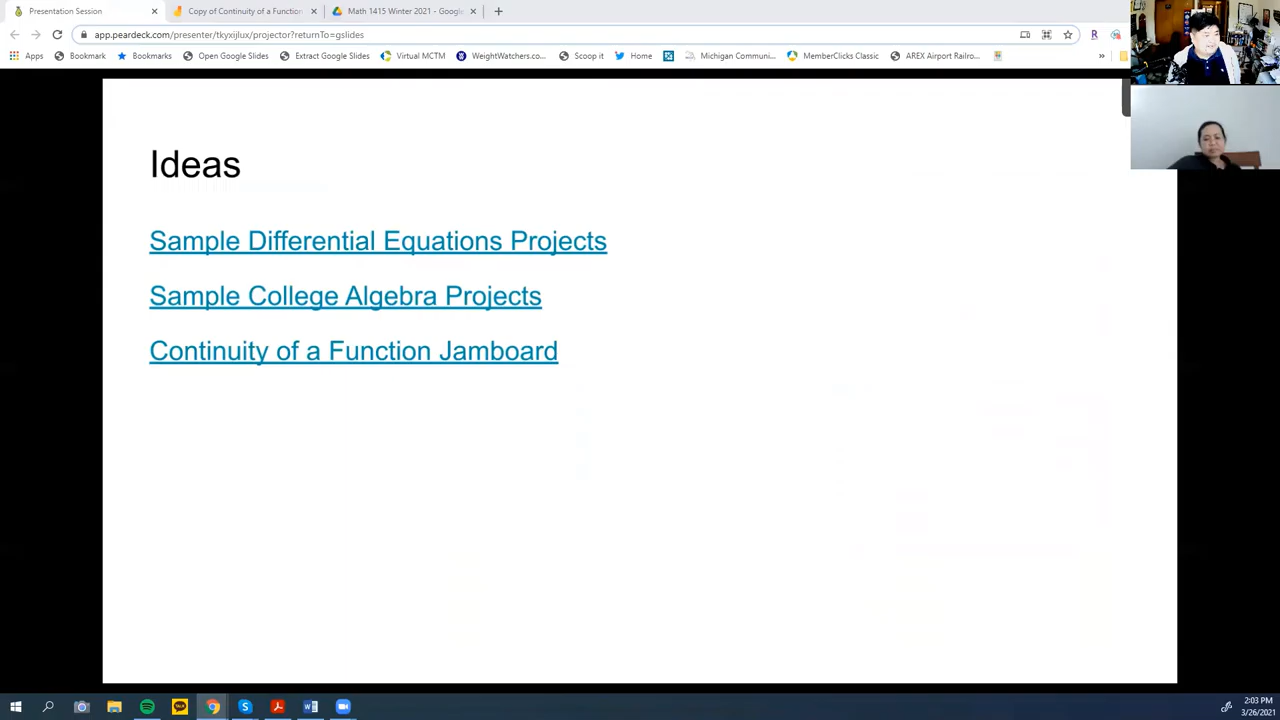 Presentation Session
Copy of Continuity of a Function
Math 1415 Winter 2021 - Google
app.peardeck.com/presenter/tkyxijlux/projector?returnTo=gslides
Apps
Bookmark
Bookmarks
Open Google Slides
Extract Google Slides
Virtual MCTM
WeightWatchers.co...
Scoop it
Home
Michigan Communi...
MemberClicks Classic
AREX Airport Railro...
Ideas
Sample Differential Equations Projects
Sample College Algebra Projects
Continuity of a Function Jamboard
2:03 PM
3/26/2021